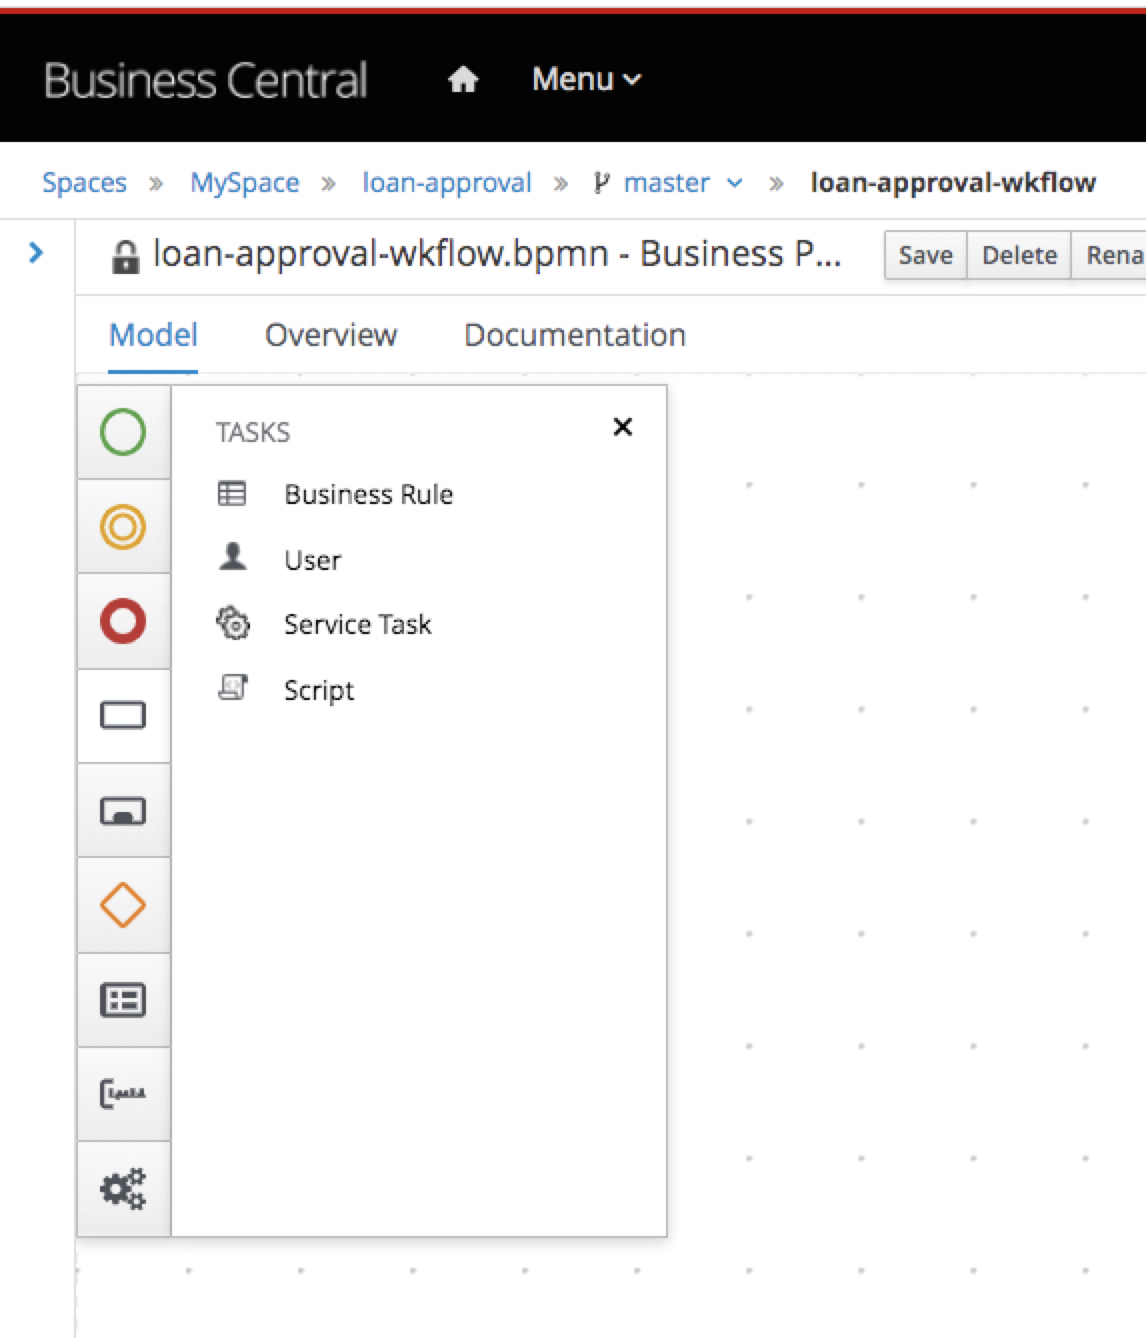 Business Central Menu
Spaces » MySpace » loan-approval » master » loan-approval-wkflow
loan-approval-wkflow.bpmn - Business P... Save Delete Rena
Model Overview Documentation
TASKS
Business Rule
User
Service Task
Script